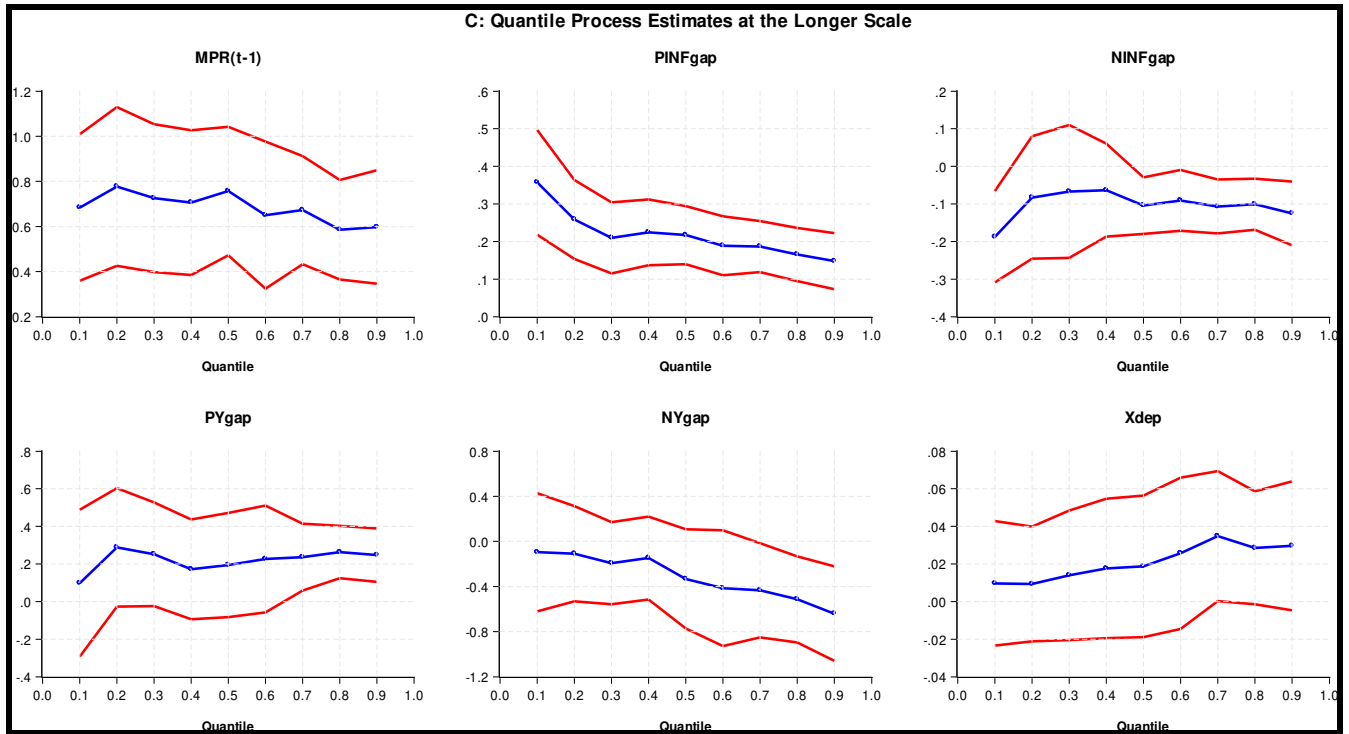 C: Quantile Process Estimates at the Longer Scale
MPR(t-1)
1.2
1.0
0.8
0.6
0.4
0.2
0.0 0.1 0.2 0.3 0.4 0.5 0.6 0.7 0.8 0.9 1.0
Quantile
PINFgap
.6
.5
.4
.3
.2
.1
.0
0.0 0.1 0.2 0.3 0.4 0.5 0.6 0.7 0.8 0.9 1.0
Quantile
NINFgap
.2
.1
.0
-.1
-.2
-.3
-.4
0.0 0.1 0.2 0.3 0.4 0.5 0.6 0.7 0.8 0.9 1.0
Quantile
PYgap
.8
.6
.4
.2
.0
-.2
-.4
0.0 0.1 0.2 0.3 0.4 0.5 0.6 0.7 0.8 0.9 1.0
Quantile
NYgap
0.8
0.4
0.0
-0.4
-0.8
-1.2
0.0 0.1 0.2 0.3 0.4 0.5 0.6 0.7 0.8 0.9 1.0
Quantile
Xdep
.08
.06
.04
.02
.00
-.02
-.04
0.0 0.1 0.2 0.3 0.4 0.5 0.6 0.7 0.8 0.9 1.0
Quantile